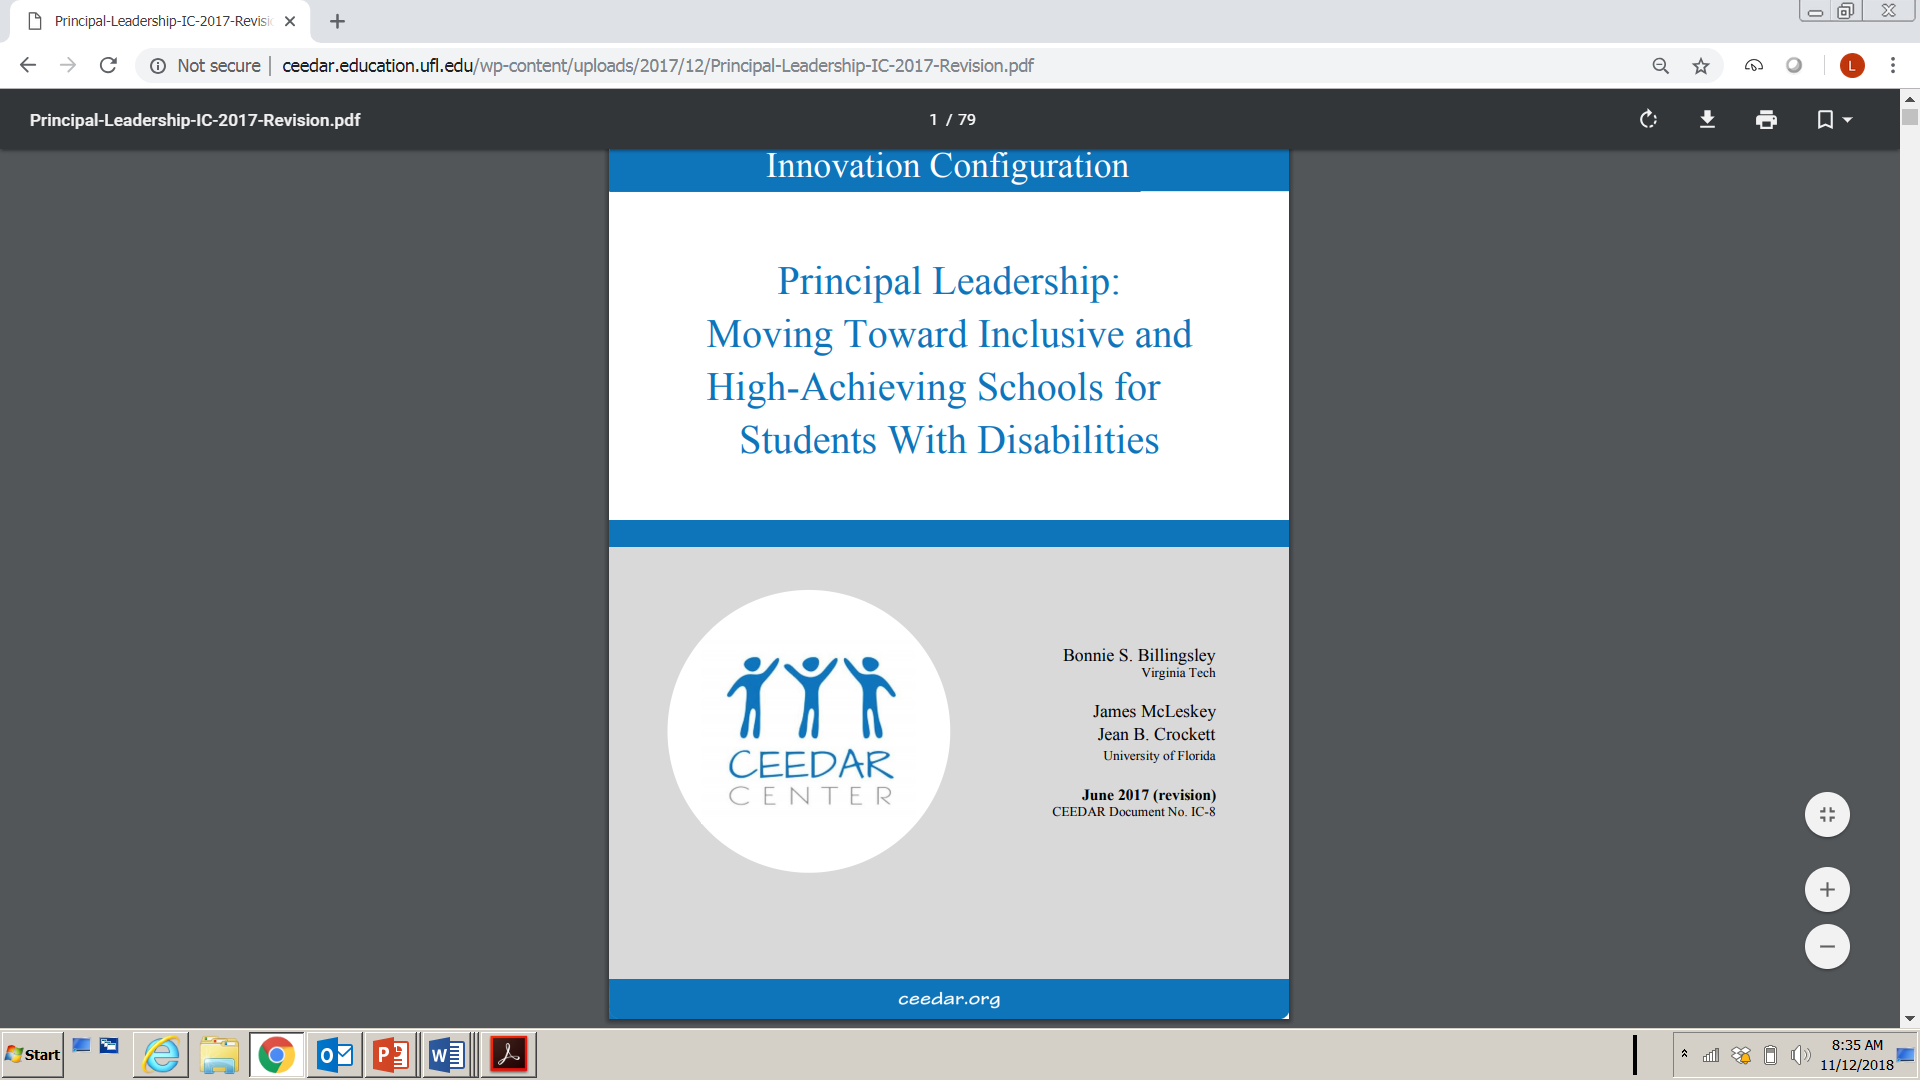 Principal-Leadership-IC-2017-Revisi
Not secure | ceedar.education.ufl.edu/wp-content/uploads/2017/12/Principal-Leadership-IC-2017-Revision.pdf
L
Principal-Leadership-IC-2017-Revision.pdf
1 / 79
Innovation Configuration
Principal Leadership:
Moving Toward Inclusive and
High-Achieving Schools for
Students With Disabilities
Bonnie S. Billingsley
Virginia Tech
James McLeskey
Jean B. Crockett
University of Florida
June 2017 (revision)
CEEDAR Document No. IC-8
CEEDAR
CENTER
ceedar.org
Start
8:35 AM
11/12/2018